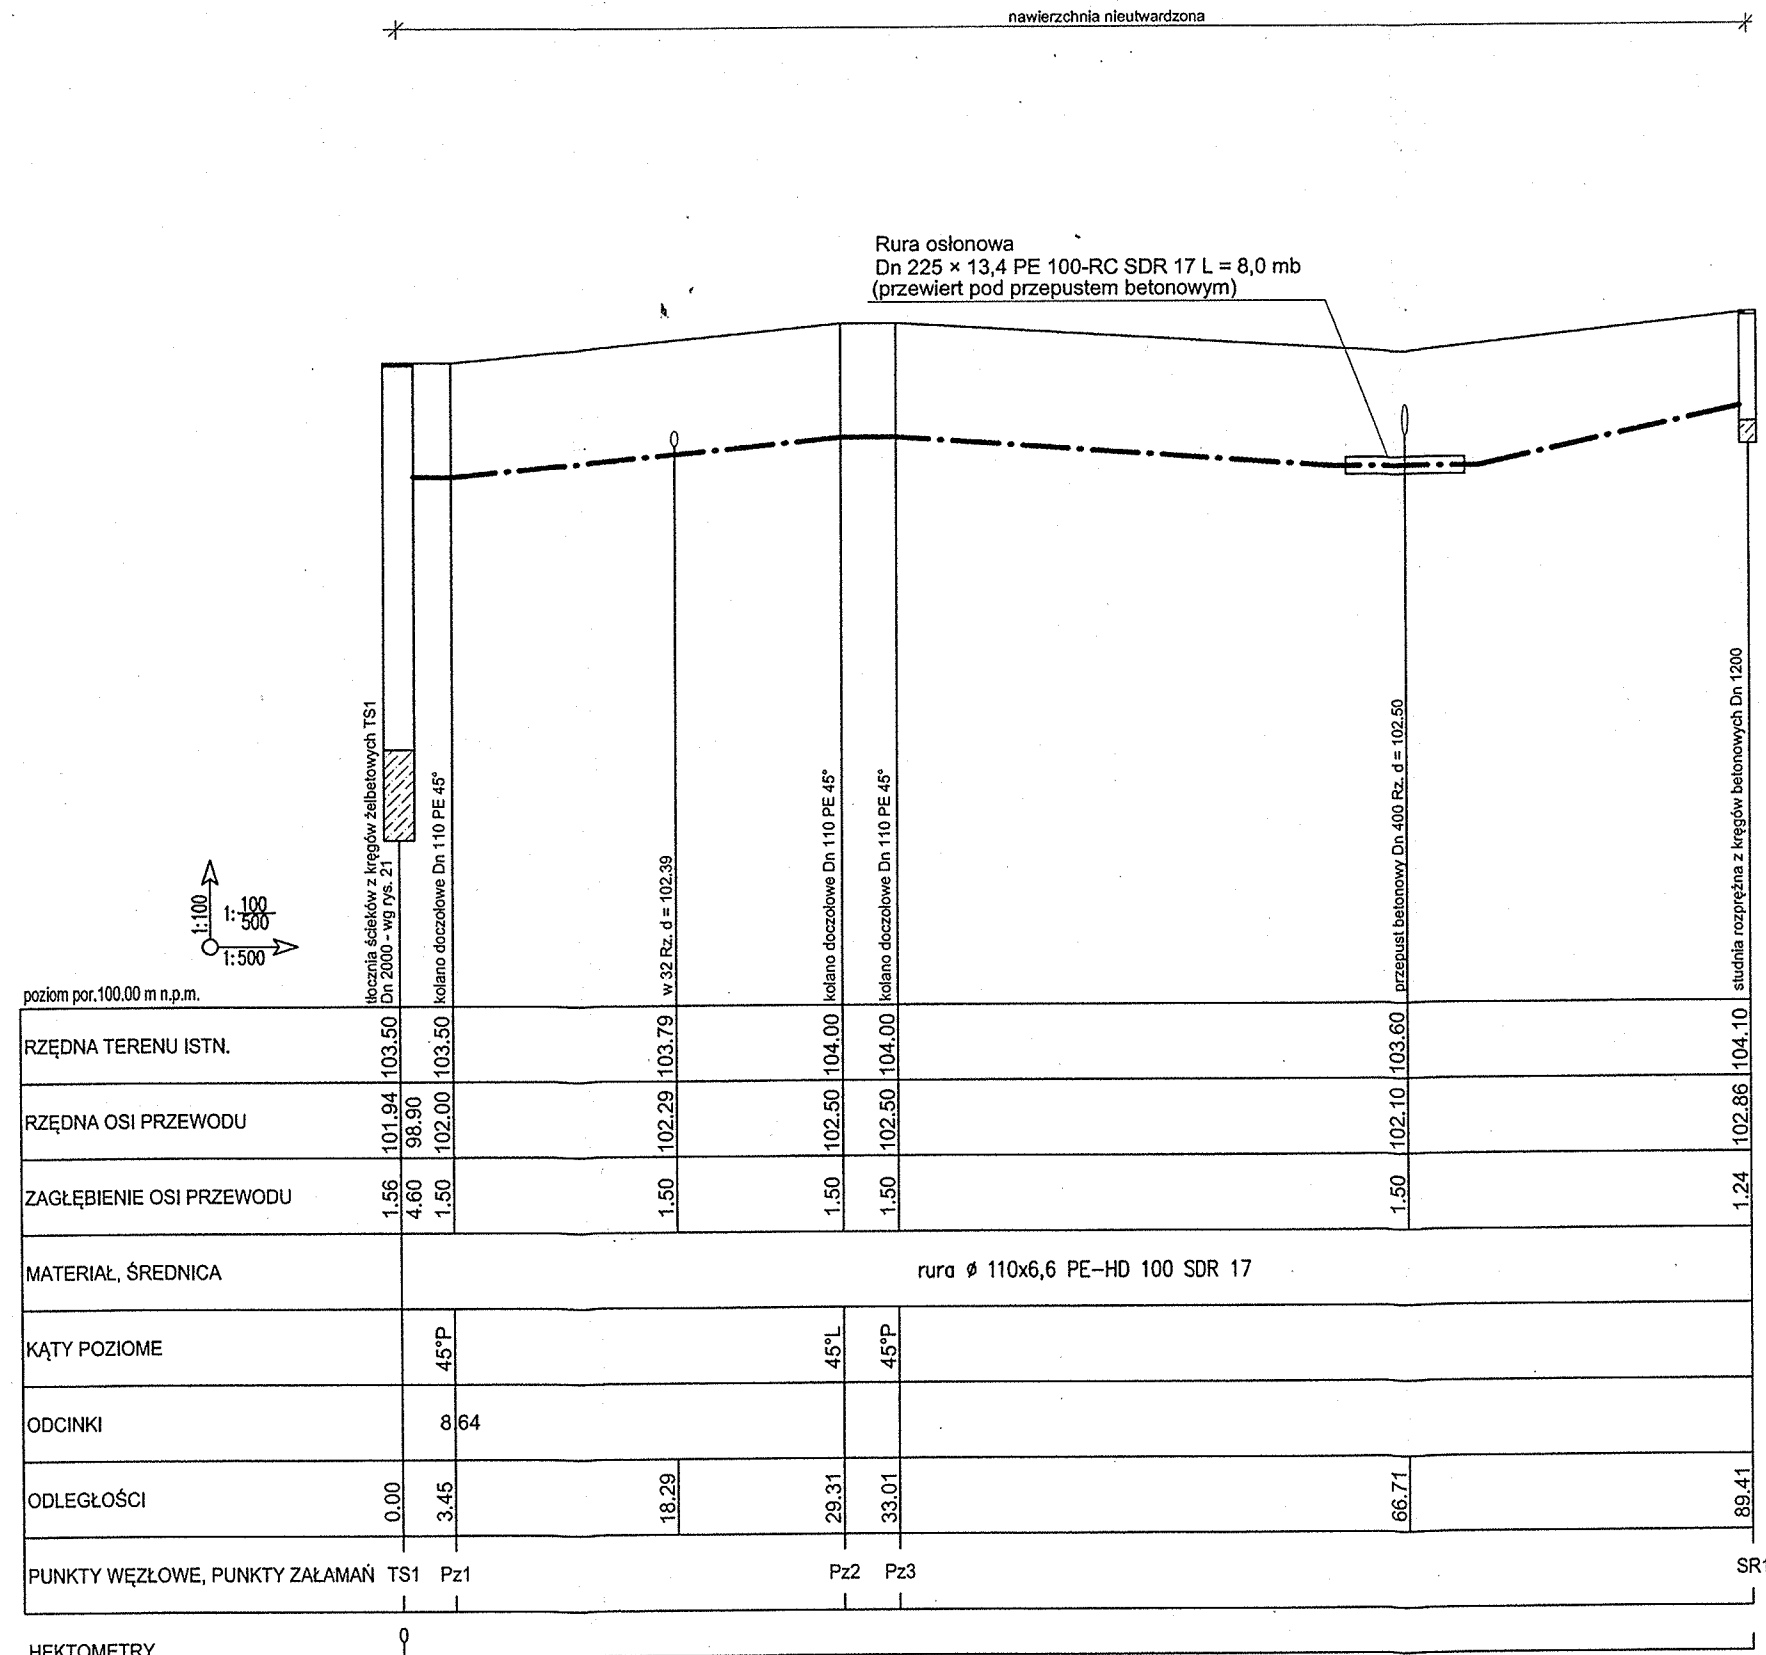 nawierzchnia nieutwardzona
Rura osłonowa
Dn 225 × 13,4 PE 100-RC SDR 17 L = 8,0 mb
(przewiert pod przepustem betonowym)
tłocznia ścieków z kręgów żelbetowych TS1
Dn 2000 - wg rys. 21
kolano doczołowe Dn 110 PE 45°
w 32 Rz. d = 102.39
kolano doczołowe Dn 110 PE 45°
kolano doczołowe Dn 110 PE 45°
przepust betonowy Dn 400 Rz. d = 102.50
studnia rozprężna z kręgów betonowych Dn 1200
1:100
1:100/500
1:500
poziom por.100.00 m n.p.m.
RZĘDNA TERENU ISTN. 103.50 103.50 103.79 104.00 104.00 103.60 104.10
RZĘDNA OSI PRZEWODU 101.94 98.90 102.00 102.29 102.50 102.50 102.10 102.86
ZAGŁĘBIENIE OSI PRZEWODU 1.56 4.60 1.50 1.50 1.50 1.50 1.50 1.24
MATERIAŁ, ŚREDNICA rura ø 110x6,6 PE-HD 100 SDR 17
KĄTY POZIOME 45°P 45°L 45°P
ODCINKI 8 64
ODLEGŁOŚCI 0.00 3.45 18.29 29.31 33.01 66.71 89.41
PUNKTY WĘZŁOWE, PUNKTY ZAŁAMAŃ TS1 Pz1 Pz2 Pz3 SR1
HEKTOMETRY 0